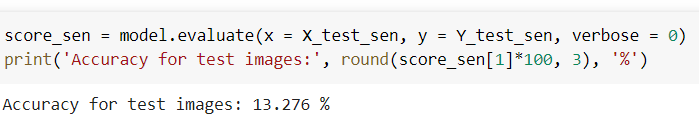 score_sen = model.evaluate(x = X_test_sen, y = Y_test_sen, verbose = 0)
print('Accuracy for test images:', round(score_sen[1]*100, 3), '%')
Accuracy for test images: 13.276 %